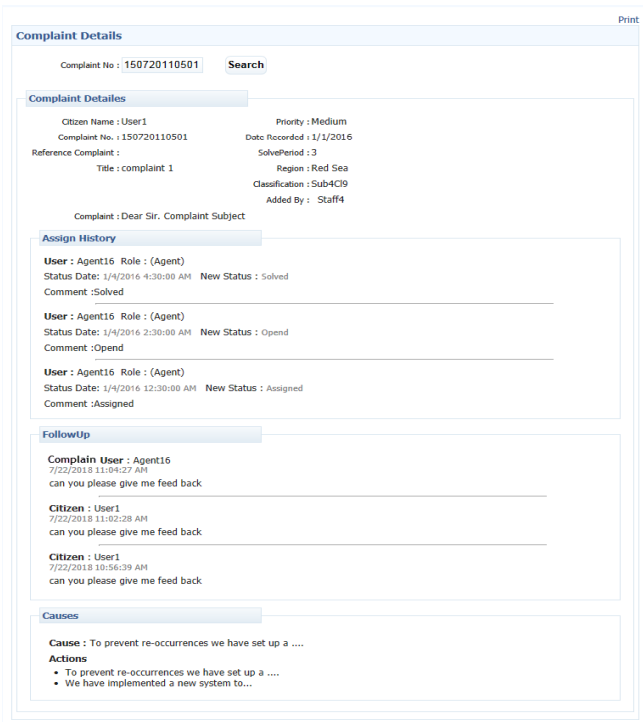 Print
Complaint Details
Complaint No : 150720110501 Search
Complaint Detailes
Citizen Name : User1 Priority : Medium
Complaint No. : 150720110501 Date Recorded : 1/1/2016
Reference Complaint : SolvePeriod : 3
Title : complaint 1 Region : Red Sea
Classification : Sub4Cl9
Added By : Staff4
Complaint : Dear Sir. Complaint Subject
Assign History
User : Agent16 Role : (Agent)
Status Date: 1/4/2016 4:30:00 AM New Status : Solved
Comment :Solved
User : Agent16 Role : (Agent)
Status Date: 1/4/2016 2:30:00 AM New Status : Opend
Comment :Opend
User : Agent16 Role : (Agent)
Status Date: 1/4/2016 12:30:00 AM New Status : Assigned
Comment :Assigned
FollowUp
Complain User : Agent16
7/22/2018 11:04:27 AM
can you please give me feed back
Citizen : User1
7/22/2018 11:02:28 AM
can you please give me feed back
Citizen : User1
7/22/2018 10:56:39 AM
can you please give me feed back
Causes
Cause : To prevent re-occurrences we have set up a ....
Actions
• To prevent re-occurrences we have set up a ....
• We have implemented a new system to...